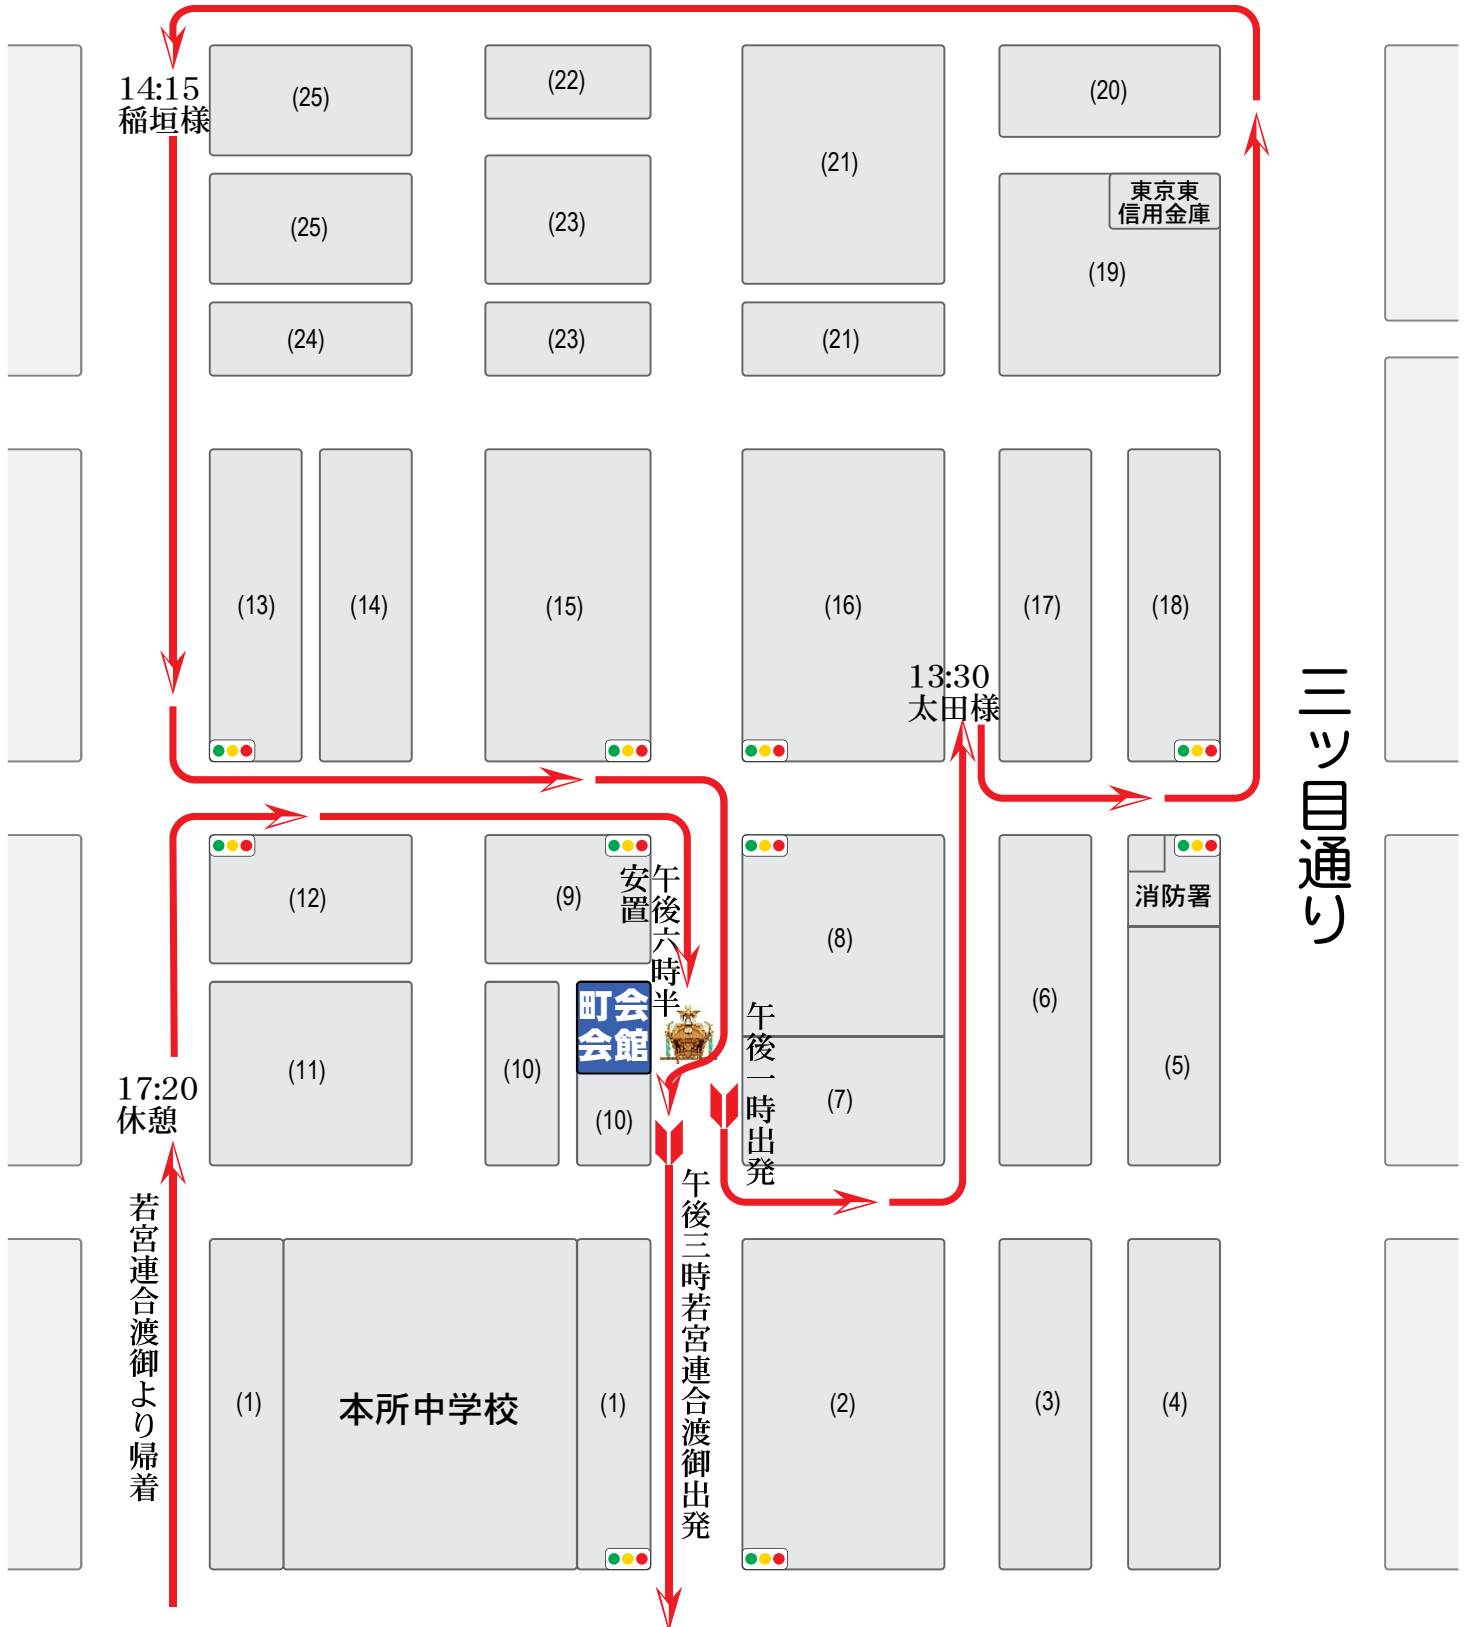 14:15
稲垣様
(25)
(22)
(21)
(20)
東京東
信用金庫
(25)
(23)
(19)
(24)
(23)
(21)
(13)
(14)
(15)
(16)
(17)
(18)
13:30
太田様
三ツ目通り
(12)
(9)
午後六時半
安置
(8)
消防署
町会
会館
(6)
(11)
(10)
(10)
(7)
(5)
午後一時出発
17:20
休憩
若宮連合渡御より帰着
午後三時若宮連合渡御出発
(1)
本所中学校
(1)
(2)
(3)
(4)